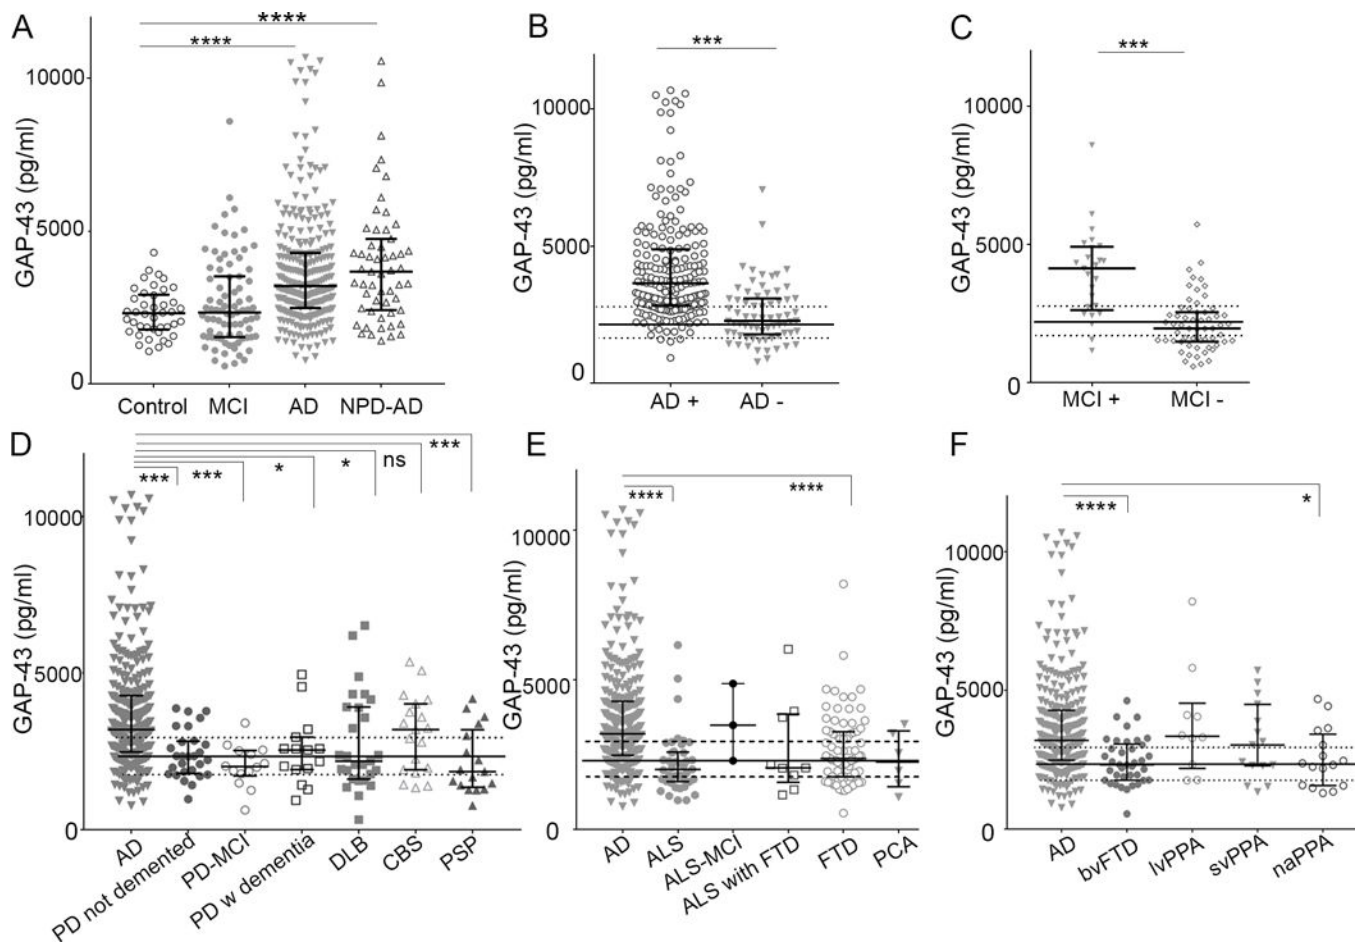 A
GAP-43 (pg/ml)
10000
5000
0
****
****
Control MCI AD NPD-AD
B
GAP-43 (pg/ml)
10000
5000
0
***
AD + AD -
C
GAP-43 (pg/ml)
10000
5000
0
***
MCI + MCI -
D
GAP-43 (pg/ml)
10000
5000
0
*** *** * * ns ***
AD PD not demented PD-MCI PD w dementia DLB CBS PSP
E
GAP-43 (pg/ml)
10000
5000
0
**** ****
AD ALS ALS-MCI ALS with FTD FTD PCA
F
GAP-43 (pg/ml)
10000
5000
0
**** *
AD bvFTD lvPPA svPPA naPPA